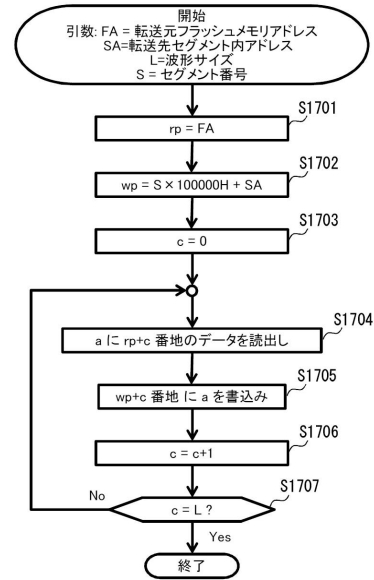 開始
引数: FA = 転送元フラッシュメモリアドレス
SA=転送先セグメント内アドレス
L=波形サイズ
S = セグメント番号
S1701
rp = FA
S1702
wp = S × 100000H + SA
S1703
c = 0
S1704
a に rp+c 番地のデータを読出し
S1705
wp+c 番地 に a を書込み
S1706
c = c+1
S1707
c = L ?
No
Yes
終了